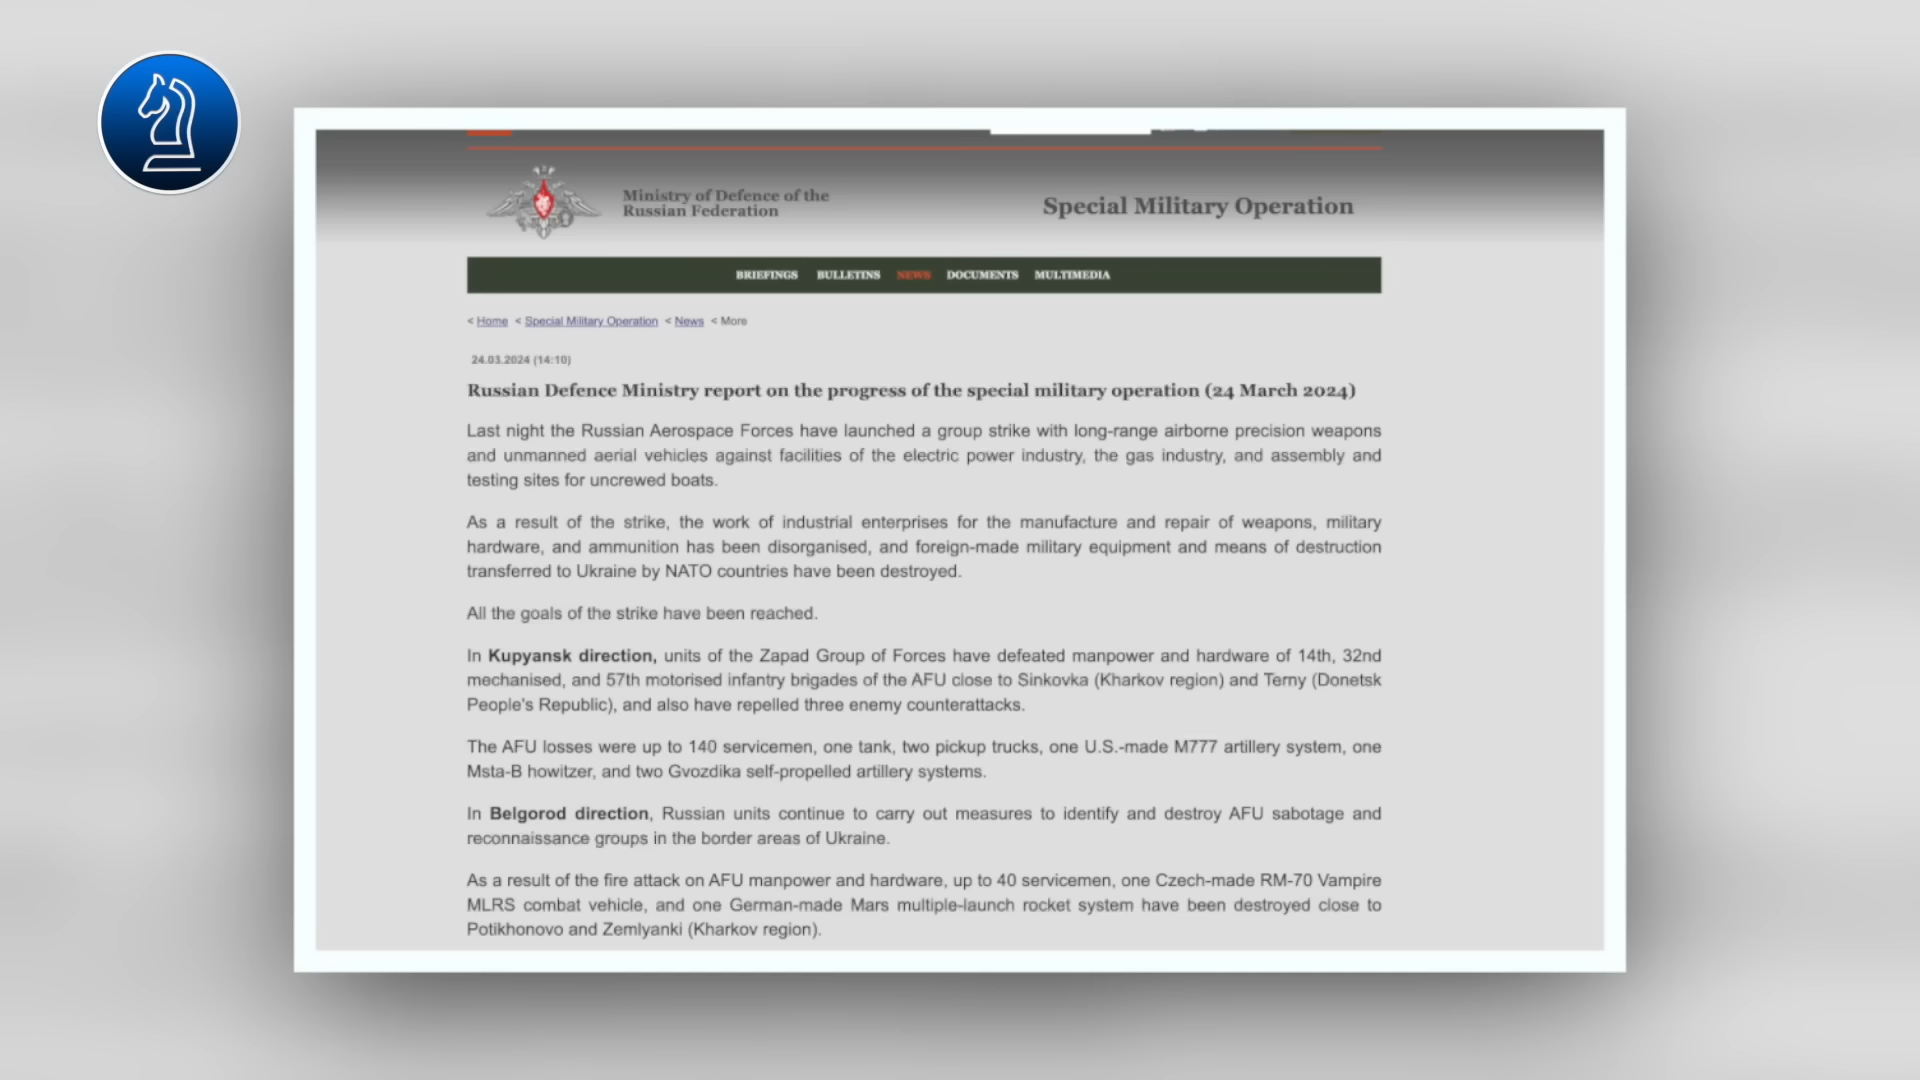 Ministry of Defence of the
Russian Federation
Special Military Operation
BRIEFINGS BULLETINS NEWS DOCUMENTS MULTIMEDIA
< Home < Special Military Operation < News < More
24.03.2024 (14:10)
Russian Defence Ministry report on the progress of the special military operation (24 March 2024)
Last night the Russian Aerospace Forces have launched a group strike with long-range airborne precision weapons
and unmanned aerial vehicles against facilities of the electric power industry, the gas industry, and assembly and
testing sites for uncrewed boats.
As a result of the strike, the work of industrial enterprises for the manufacture and repair of weapons, military
hardware, and ammunition has been disorganised, and foreign-made military equipment and means of destruction
transferred to Ukraine by NATO countries have been destroyed.
All the goals of the strike have been reached.
In Kupyansk direction, units of the Zapad Group of Forces have defeated manpower and hardware of 14th, 32nd
mechanised, and 57th motorised infantry brigades of the AFU close to Sinkovka (Kharkov region) and Terny (Donetsk
People's Republic), and also have repelled three enemy counterattacks.
The AFU losses were up to 140 servicemen, one tank, two pickup trucks, one U.S.-made M777 artillery system, one
Msta-B howitzer, and two Gvozdika self-propelled artillery systems.
In Belgorod direction, Russian units continue to carry out measures to identify and destroy AFU sabotage and
reconnaissance groups in the border areas of Ukraine.
As a result of the fire attack on AFU manpower and hardware, up to 40 servicemen, one Czech-made RM-70 Vampire
MLRS combat vehicle, and one German-made Mars multiple-launch rocket system have been destroyed close to
Potikhonovo and Zemlyanki (Kharkov region).